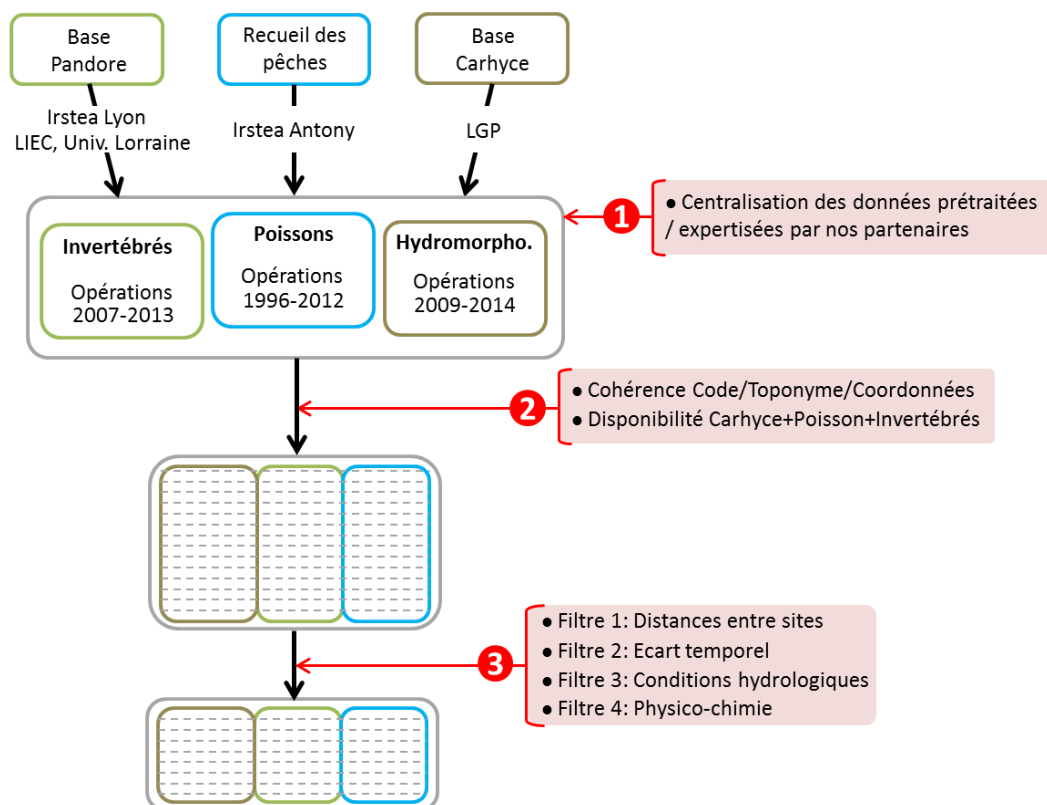 Base
Pandore
Recueil des
pêches
Base
Carhyce
Irstea Lyon
LIEC, Univ. Lorraine
Irstea Antony
LGP
Invertébrés
Opérations
2007-2013
Poissons
Opérations
1996-2012
Hydromorpho.
Opérations
2009-2014
1
● Centralisation des données prétraitées
/ expertisées par nos partenaires
2
● Cohérence Code/Toponyme/Coordonnées
● Disponibilité Carhyce+Poisson+Invertébrés
3
● Filtre 1: Distances entre sites
● Filtre 2: Ecart temporel
● Filtre 3: Conditions hydrologiques
● Filtre 4: Physico-chimie